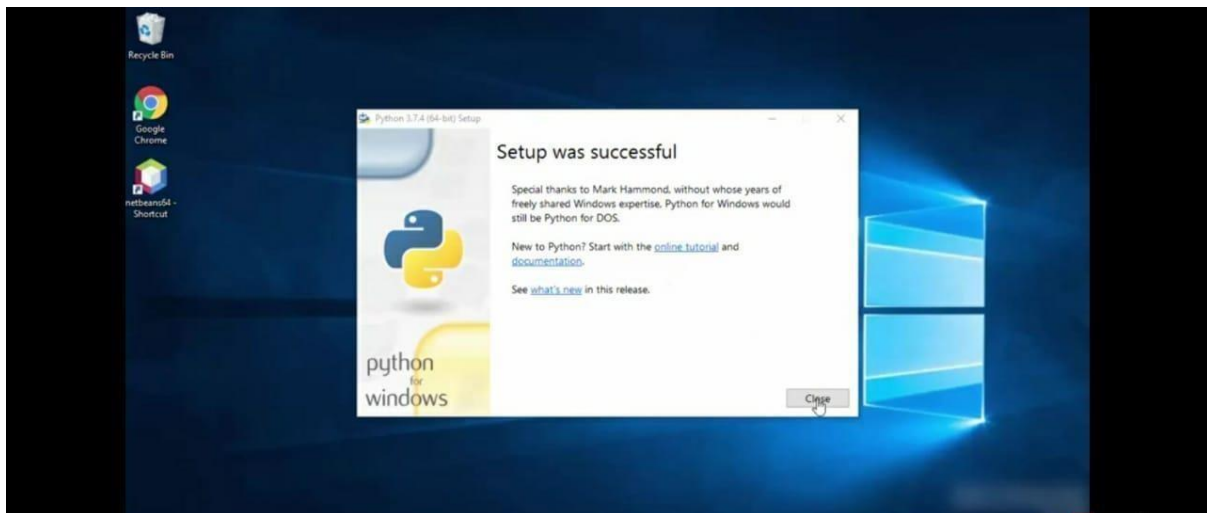 Recycle Bin
Google
Chrome
netbeans64 -
Shortcut
Python 3.7.4 (64-bit) Setup
Setup was successful
Special thanks to Mark Hammond, without whose years of
freely shared Windows expertise, Python for Windows would
still be Python for DOS.
New to Python? Start with the online tutorial and
documentation.
See what's new in this release.
python
for
windows
Close